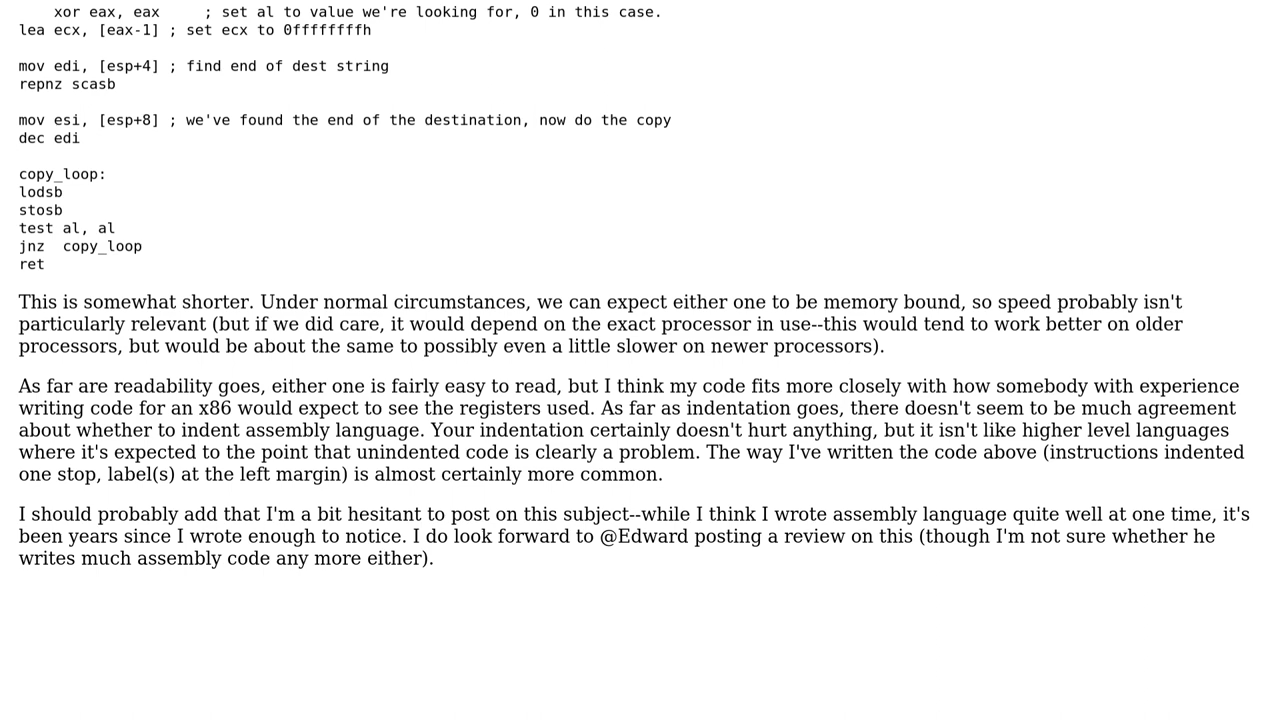 xor eax, eax     ; set al to value we're looking for, 0 in this case.
lea ecx, [eax-1] ; set ecx to 0ffffffffh
mov edi, [esp+4] ; find end of dest string
repnz scasb
mov esi, [esp+8] ; we've found the end of the destination, now do the copy
dec edi
copy_loop:
lodsb
stosb
test al, al
jnz  copy_loop
ret
This is somewhat shorter. Under normal circumstances, we can expect either one to be memory bound, so speed probably isn't
particularly relevant (but if we did care, it would depend on the exact processor in use--this would tend to work better on older
processors, but would be about the same to possibly even a little slower on newer processors).
As far are readability goes, either one is fairly easy to read, but I think my code fits more closely with how somebody with experience
writing code for an x86 would expect to see the registers used. As far as indentation goes, there doesn't seem to be much agreement
about whether to indent assembly language. Your indentation certainly doesn't hurt anything, but it isn't like higher level languages
where it's expected to the point that unindented code is clearly a problem. The way I've written the code above (instructions indented
one stop, label(s) at the left margin) is almost certainly more common.
I should probably add that I'm a bit hesitant to post on this subject--while I think I wrote assembly language quite well at one time, it's
been years since I wrote enough to notice. I do look forward to @Edward posting a review on this (though I'm not sure whether he
writes much assembly code any more either).